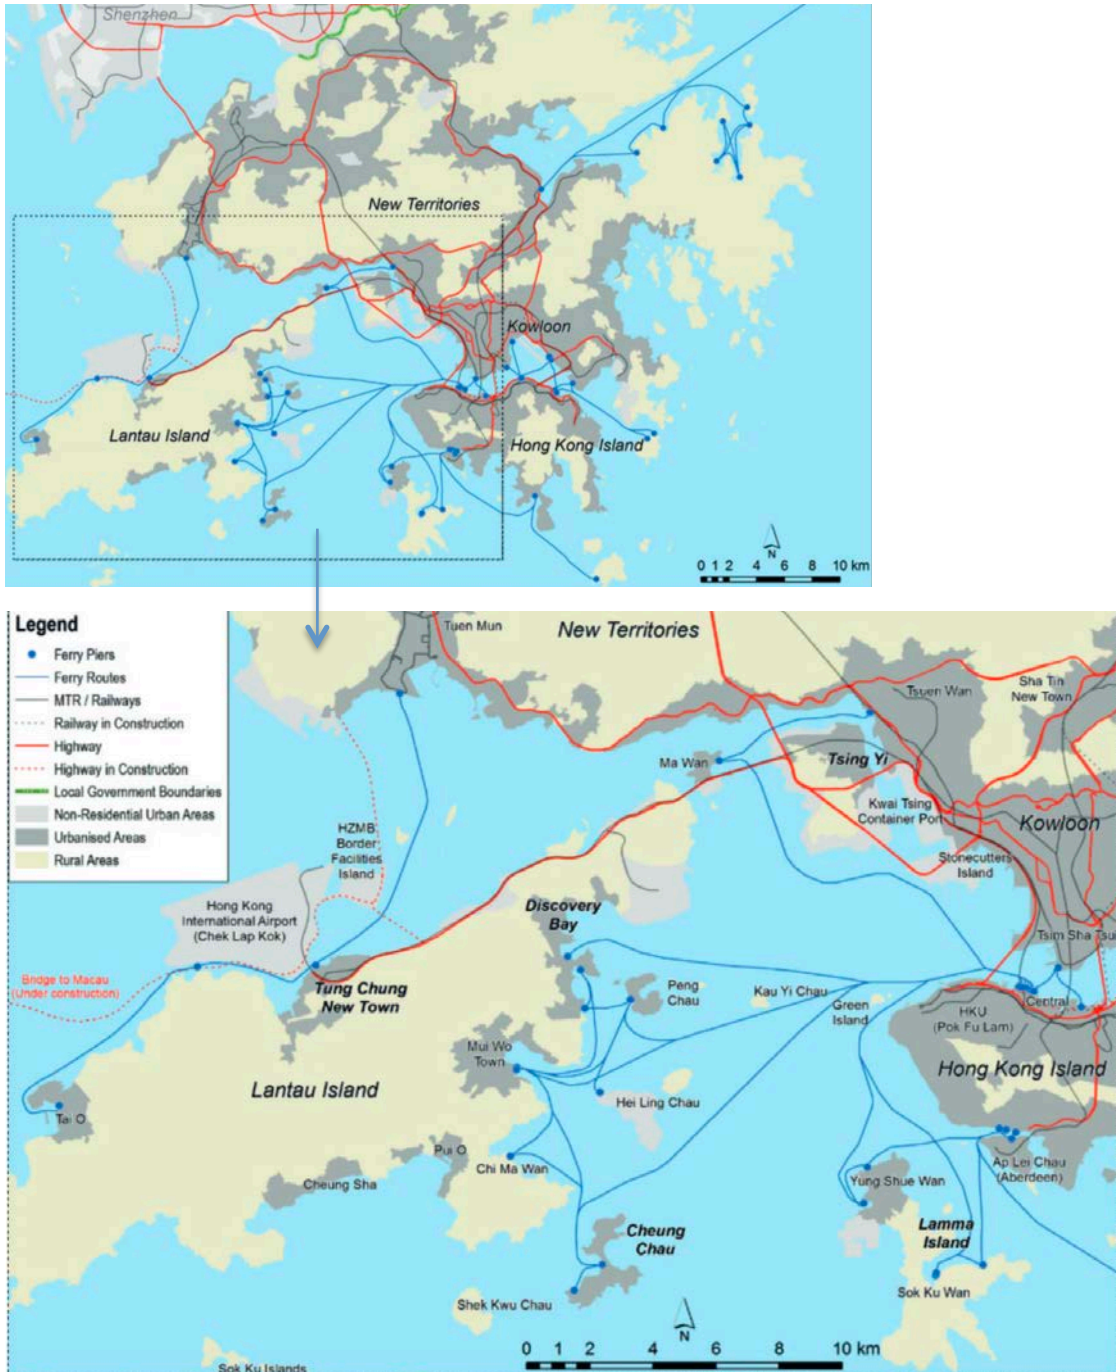 Shenzhen
New Territories
Kowloon
Lantau Island
Hong Kong Island
N
0 1 2 4 6 8 10 km
Legend
Ferry Piers
Ferry Routes
MTR / Railways
Railway in Construction
Highway
Highway in Construction
Local Government Boundaries
Non-Residential Urban Areas
Urbanised Areas
Rural Areas
Tuen Mun
New Territories
Tsuen Wan
Sha Tin
New Town
Ma Wan
Tsing Yi
Kwai Tsing
Container Port
Kowloon
Stonecutters
Island
HZMB
Border
Facilities
Island
Hong Kong
International Airport
(Chek Lap Kok)
Discovery
Bay
Tsim Sha Tsui
Bridge to Macau
(Under construction)
Tung Chung
New Town
Peng
Chau
Kau Yi Chau
Green
Island
Central
HKU
(Pok Fu Lam)
Mui Wo
Town
Hong Kong Island
Lantau Island
Hei Ling Chau
Tai O
Pui O
Chi Ma Wan
Cheung Sha
Yung Shue Wan
Ap Lei Chau
(Aberdeen)
Cheung
Chau
Lamma
Island
Shek Kwu Chau
Sok Ku Wan
N
0 1 2 4 6 8 10 km
Sok Ku Islands